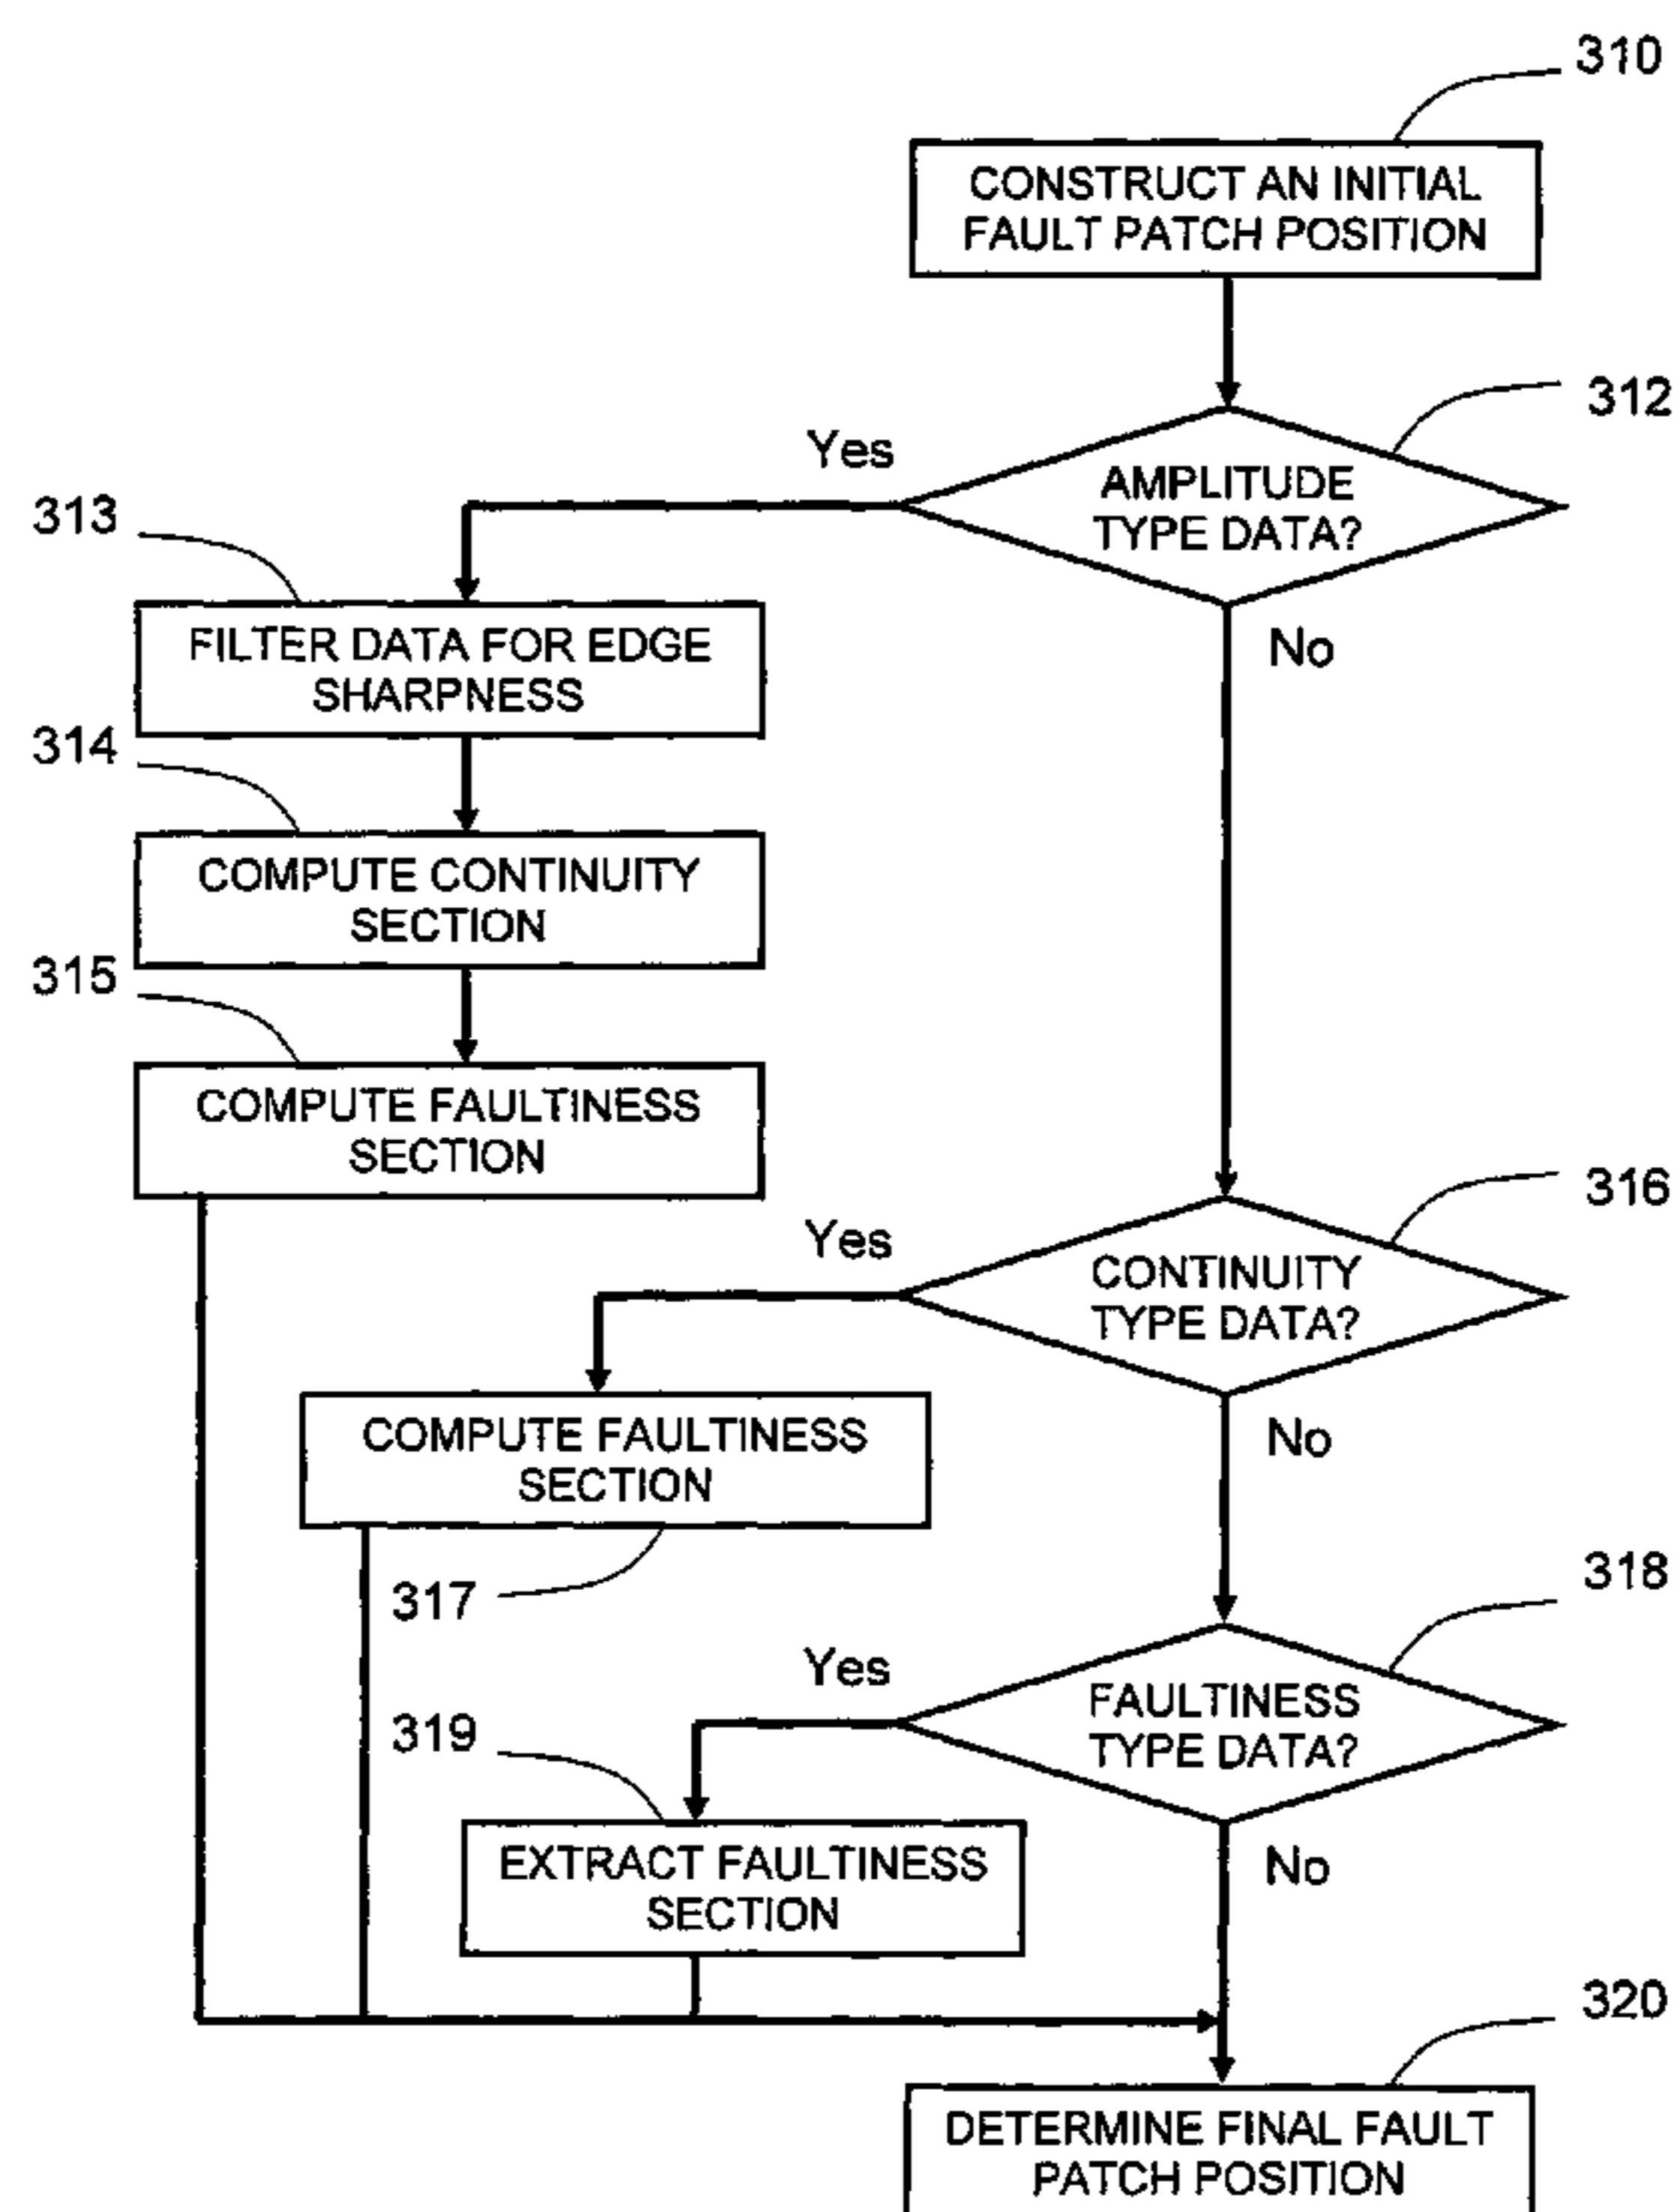 310
CONSTRUCT AN INITIAL
FAULT PATCH POSITION
312
Yes
AMPLITUDE
TYPE DATA?
No
313
FILTER DATA FOR EDGE
SHARPNESS
314
COMPUTE CONTINUITY
SECTION
315
COMPUTE FAULTINESS
SECTION
316
Yes
CONTINUITY
TYPE DATA?
No
COMPUTE FAULTINESS
SECTION
317
318
Yes
FAULTINESS
TYPE DATA?
No
319
EXTRACT FAULTINESS
SECTION
320
DETERMINE FINAL FAULT
PATCH POSITION